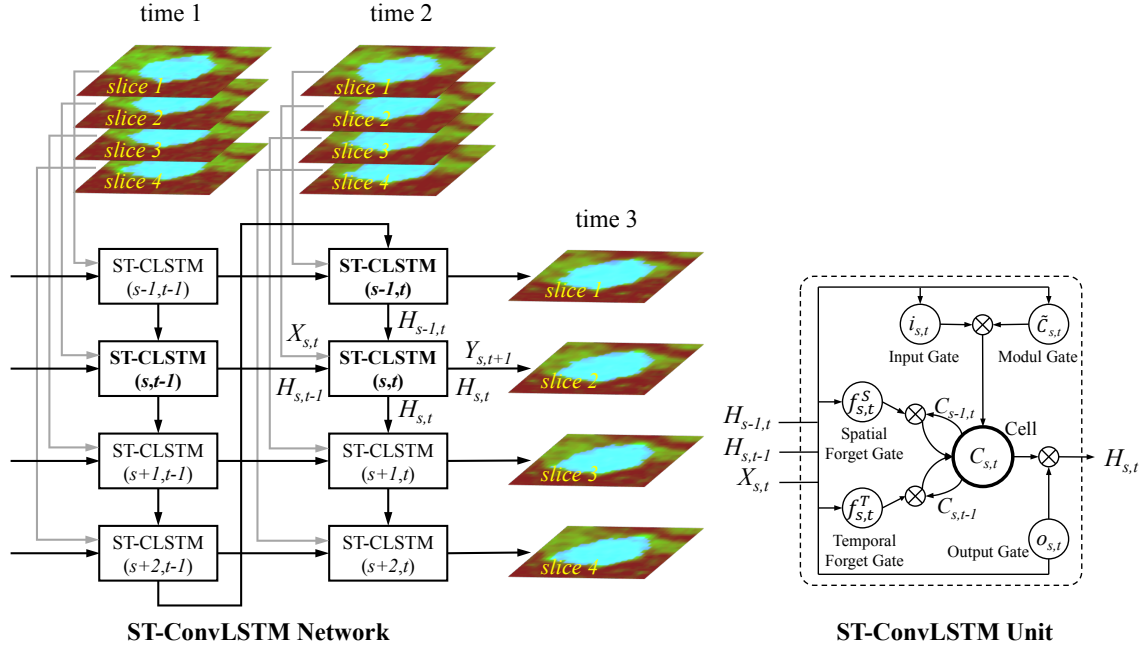 time 1
time 2
slice 1
slice 2
slice 3
slice 4
slice 1
slice 2
slice 3
slice 4
time 3
ST-CLSTM
(s-1,t-1)
ST-CLSTM
(s-1,t)
slice 1
X_{s,t}
H_{s-1,t}
ST-CLSTM
(s,t-1)
H_{s,t-1}
ST-CLSTM
(s,t)
Y_{s,t+1}
H_{s,t}
slice 2
H_{s,t}
ST-CLSTM
(s+1,t-1)
ST-CLSTM
(s+1,t)
slice 3
ST-CLSTM
(s+2,t-1)
ST-CLSTM
(s+2,t)
slice 4
ST-ConvLSTM Network
i_{s,t}
Input Gate
C̃_{s,t}
Modul Gate
H_{s-1,t}
H_{s,t-1}
X_{s,t}
f^S_{s,t}
Spatial
Forget Gate
C_{s-1,t}
Cell
C_{s,t}
C_{s,t-1}
f^T_{s,t}
Temporal
Forget Gate
Output Gate
o_{s,t}
H_{s,t}
ST-ConvLSTM Unit